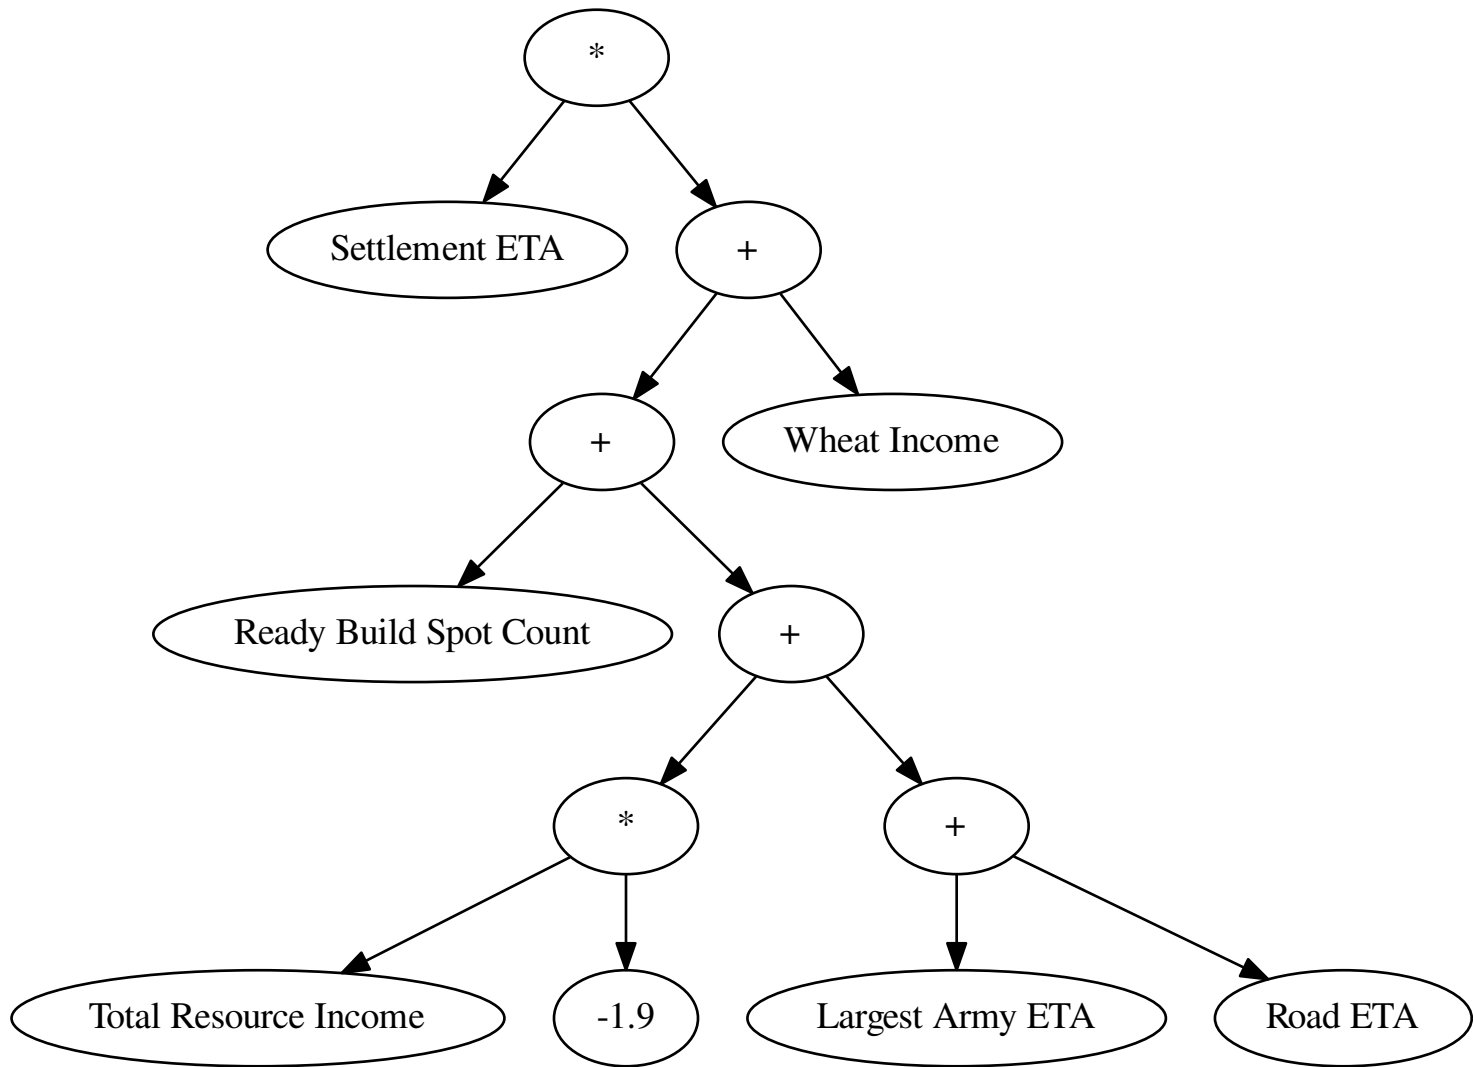 *
Settlement ETA
+
+
Wheat Income
Ready Build Spot Count
+
*
+
Total Resource Income
-1.9
Largest Army ETA
Road ETA